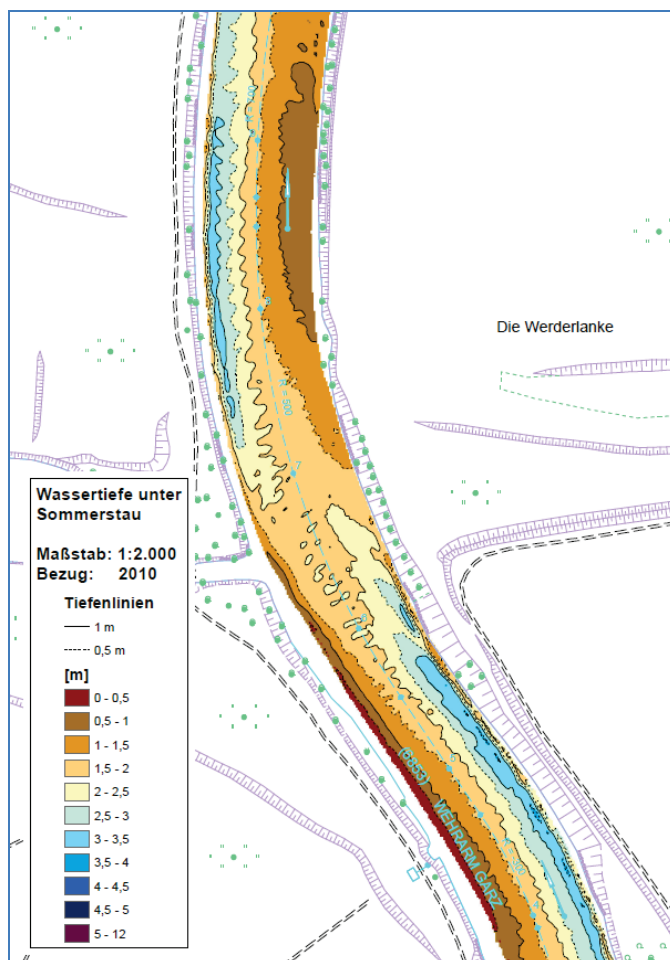 Die Werderlanke
R = 500
7
Wassertiefe unter
Sommerstau
Maßstab: 1:2.000
Bezug: 2010
Tiefenlinien
1 m
0,5 m
[m]
0 - 0,5
0,5 - 1
1 - 1,5
1,5 - 2
2 - 2,5
2,5 - 3
3 - 3,5
3,5 - 4
4 - 4,5
4,5 - 5
5 - 12
WEHRARM GARZ